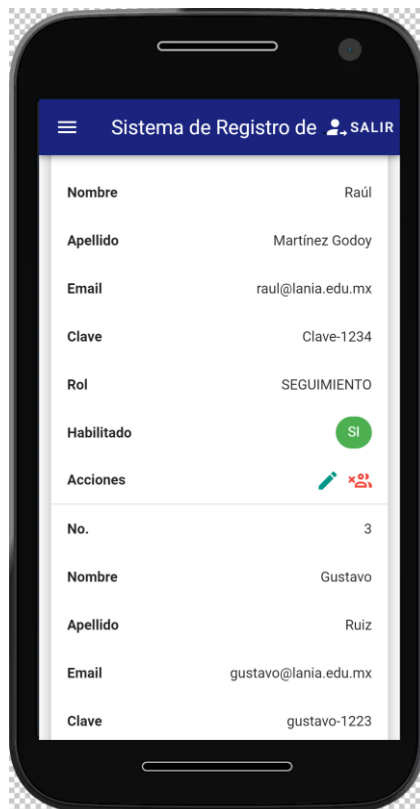 Sistema de Registro de SALIR
Nombre Raúl
Apellido Martínez Godoy
Email raul@lania.edu.mx
Clave Clave-1234
Rol SEGUIMIENTO
Habilitado SI
Acciones
No. 3
Nombre Gustavo
Apellido Ruiz
Email gustavo@lania.edu.mx
Clave gustavo-1223